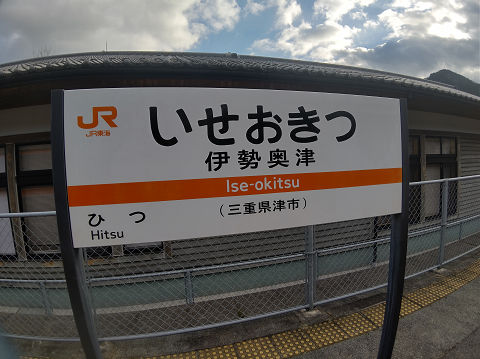 JR
JR東海
いせおきつ
伊勢奥津
Ise-okitsu
(三重県津市)
ひつ
Hitsu